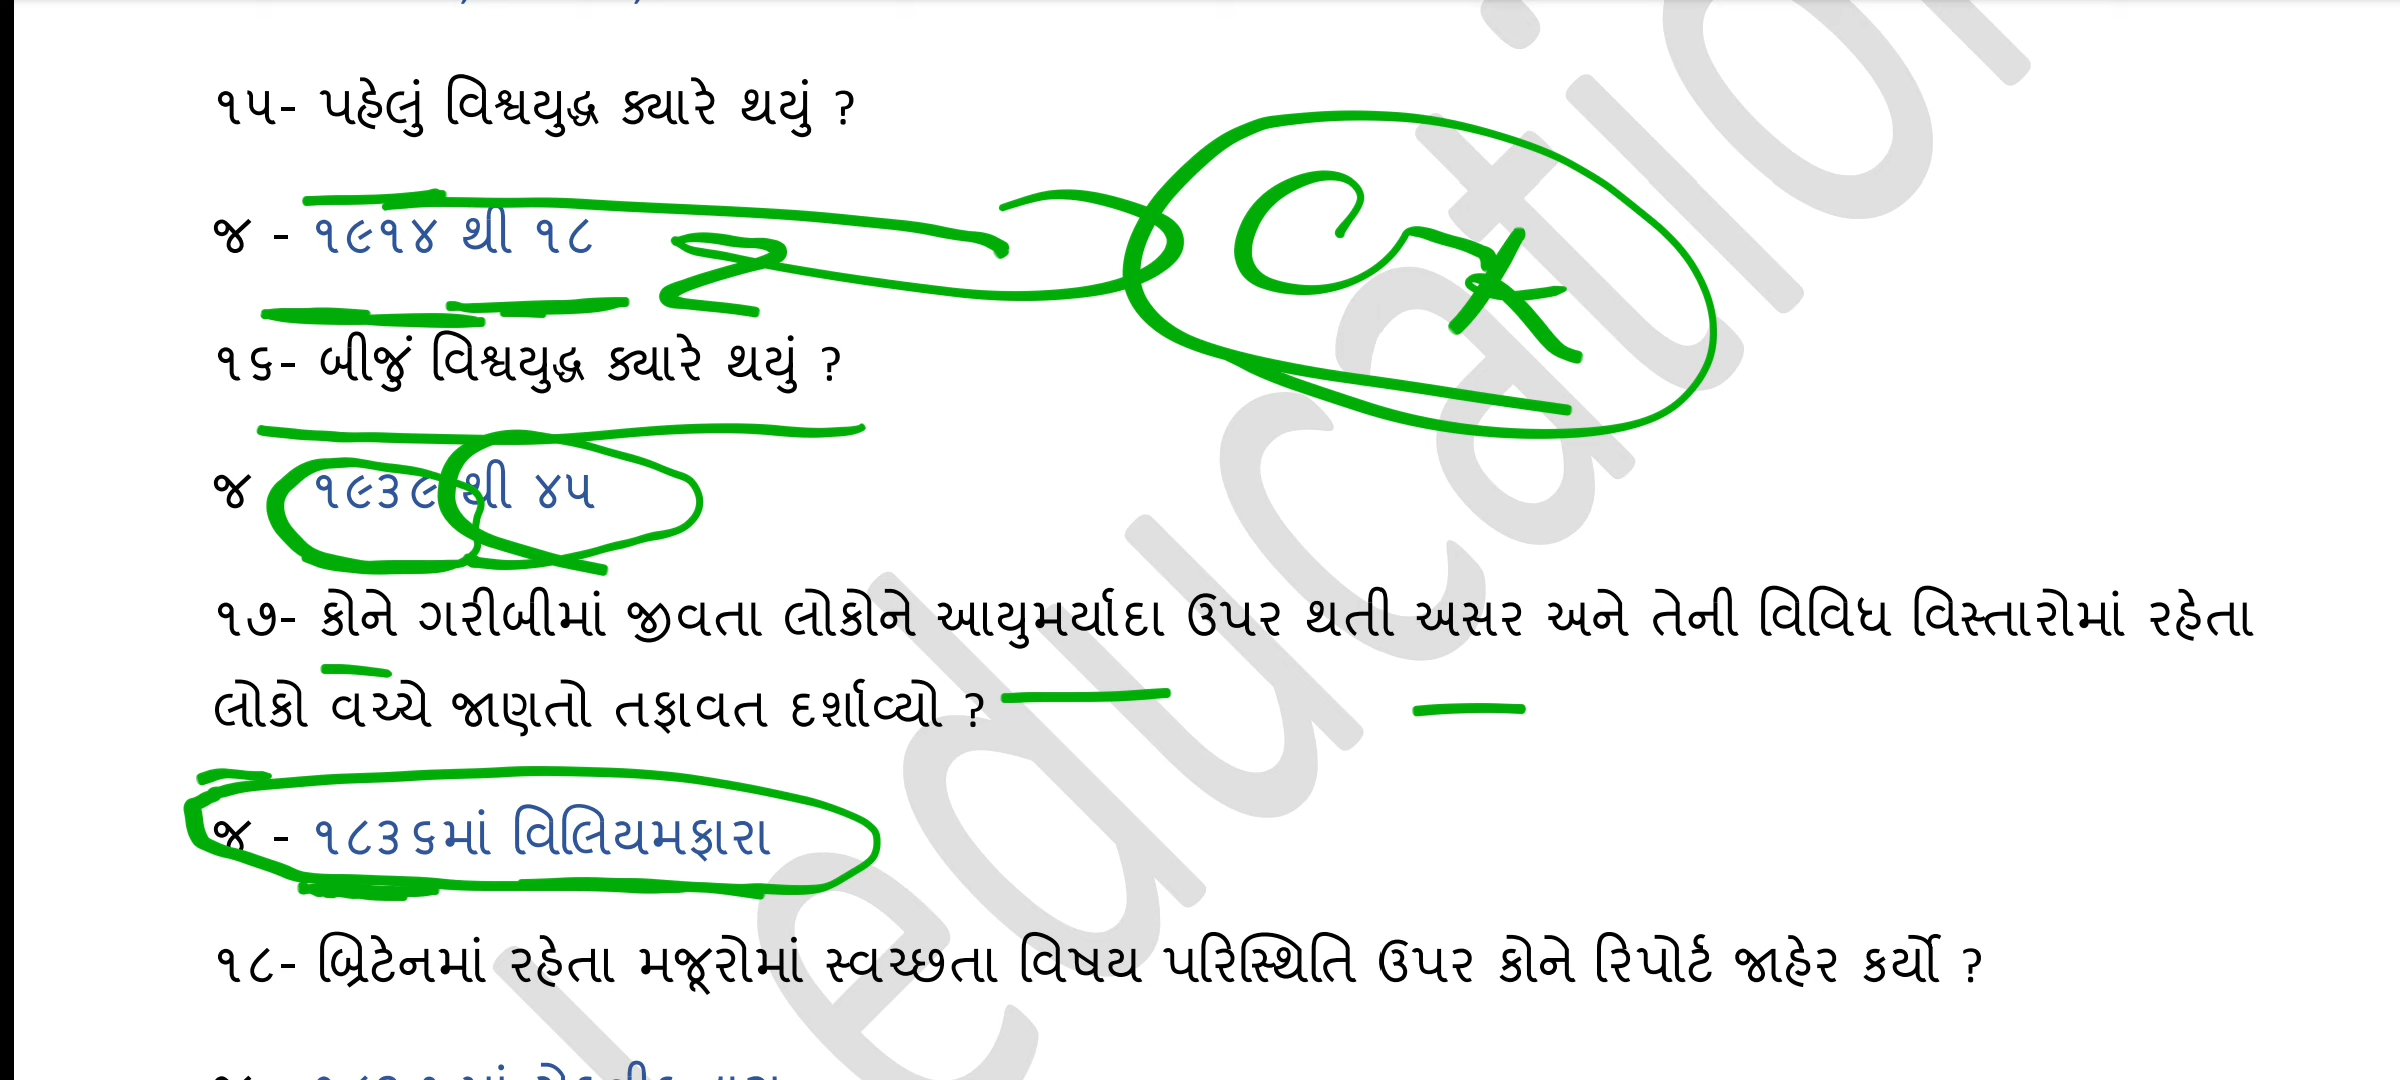 ૧૫- પહેલું વિશ્વયુદ્ધ ક્યારે થયું ?
જ - ૧૯૧૪ થી ૧૮
૧૬- બીજું વિશ્વયુદ્ધ ક્યારે થયું ?
જ ૧૯૩૯ થી ૪૫
૧૭- કોને ગરીબીમાં જીવતા લોકોને આયુમર્યાદા ઉપર થતી અસર અને તેની વિવિધ વિસ્તારોમાં રહેતા
લોકો વચ્ચે જાણતો તફાવત દર્શાવ્યો ?
જ - ૧૮૩૬માં વિલિયમફારા
૧૮- બ્રિટેનમાં રહેતા મજૂરોમાં સ્વચ્છતા વિષય પરિસ્થિતિ ઉપર કોને રિપોર્ટ જાહેર કર્યો ?
education